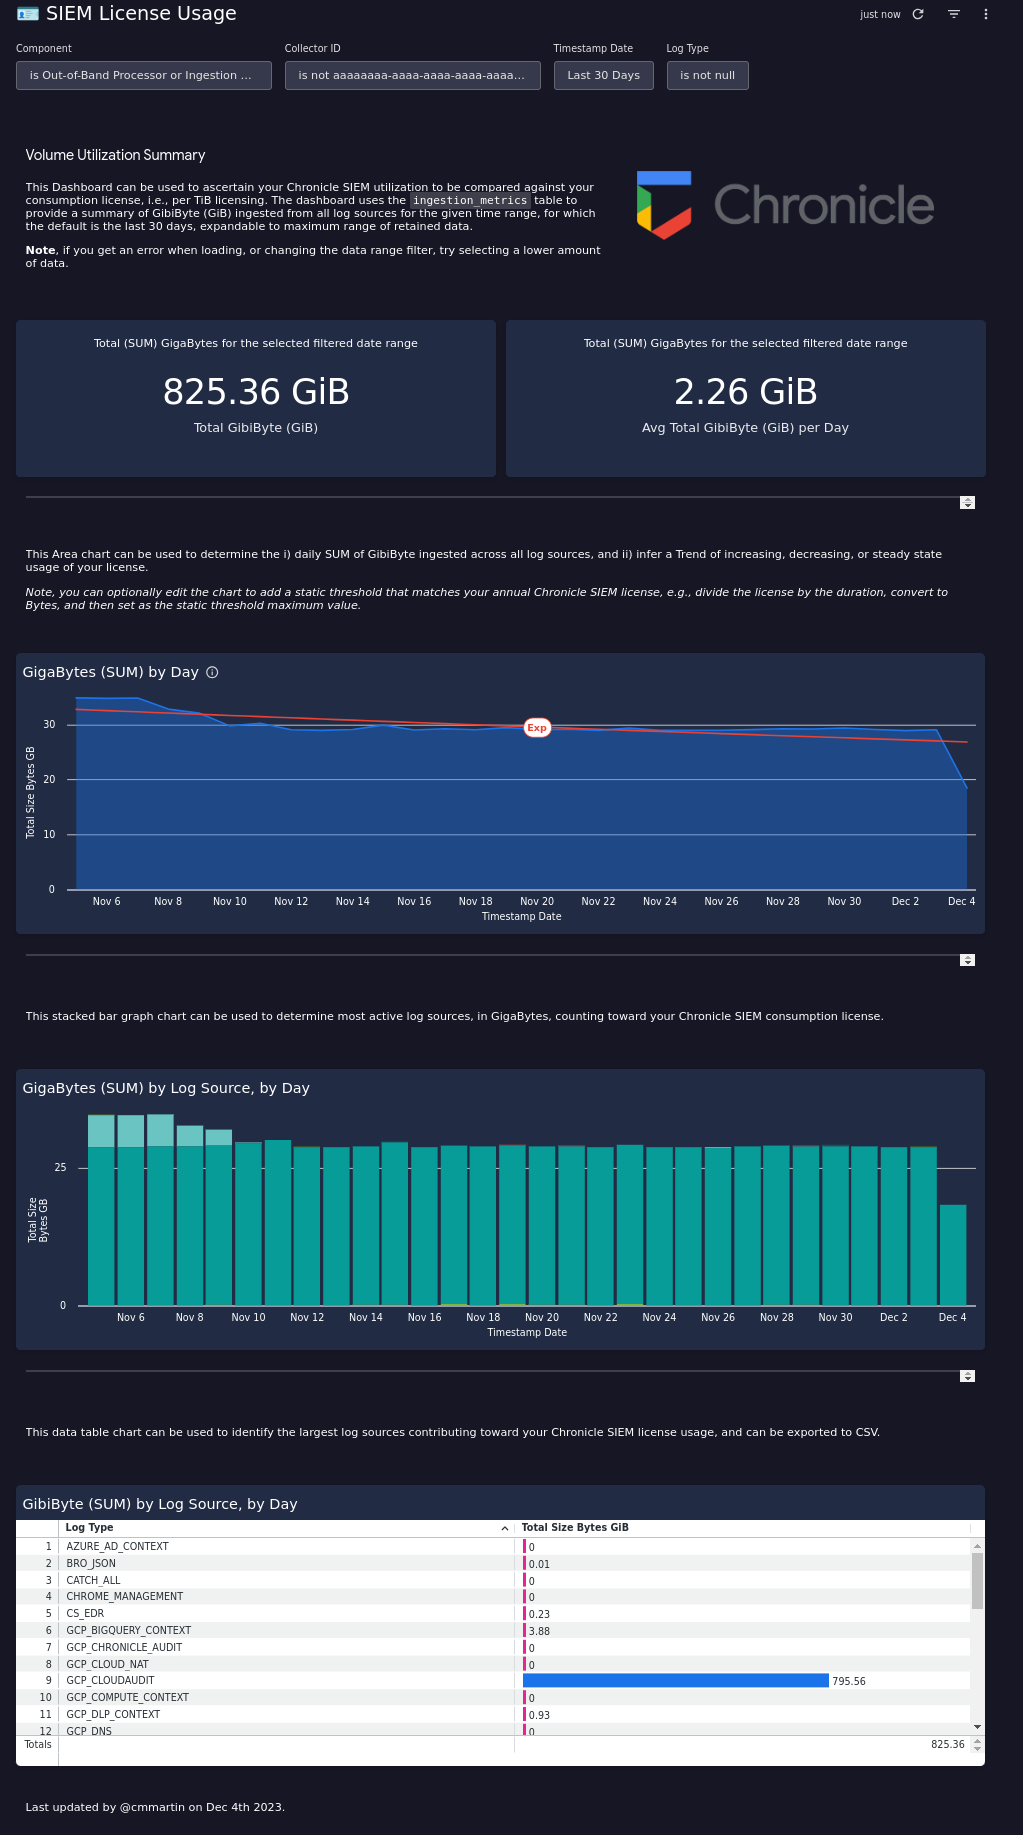 SIEM License Usage
just now
Component
Collector ID
Timestamp Date
Log Type
is Out-of-Band Processor or Ingestion ...
is not aaaaaaaa-aaaa-aaaa-aaaa-aaaa...
Last 30 Days
is not null
Volume Utilization Summary
This Dashboard can be used to ascertain your Chronicle SIEM utilization to be compared against your
consumption license, i.e., per TiB licensing. The dashboard uses the ingestion_metrics table to
provide a summary of GibiByte (GiB) ingested from all log sources for the given time range, for which
the default is the last 30 days, expandable to maximum range of retained data.
Note, if you get an error when loading, or changing the data range filter, try selecting a lower amount
of data.
Chronicle
Total (SUM) GigaBytes for the selected filtered date range
825.36 GiB
Total GibiByte (GiB)
Total (SUM) GigaBytes for the selected filtered date range
2.26 GiB
Avg Total GibiByte (GiB) per Day
This Area chart can be used to determine the i) daily SUM of GibiByte ingested across all log sources, and ii) infer a Trend of increasing, decreasing, or steady state
usage of your license.
Note, you can optionally edit the chart to add a static threshold that matches your annual Chronicle SIEM license, e.g., divide the license by the duration, convert to
Bytes, and then set as the static threshold maximum value.
GigaBytes (SUM) by Day
Total Size Bytes GB
30
20
10
0
Exp
Nov 6 Nov 8 Nov 10 Nov 12 Nov 14 Nov 16 Nov 18 Nov 20 Nov 22 Nov 24 Nov 26 Nov 28 Nov 30 Dec 2 Dec 4
Timestamp Date
This stacked bar graph chart can be used to determine most active log sources, in GigaBytes, counting toward your Chronicle SIEM consumption license.
GigaBytes (SUM) by Log Source, by Day
Total Size
Bytes GB
25
0
Nov 6 Nov 8 Nov 10 Nov 12 Nov 14 Nov 16 Nov 18 Nov 20 Nov 22 Nov 24 Nov 26 Nov 28 Nov 30 Dec 2 Dec 4
Timestamp Date
This data table chart can be used to identify the largest log sources contributing toward your Chronicle SIEM license usage, and can be exported to CSV.
GibiByte (SUM) by Log Source, by Day
Log Type Total Size Bytes GiB
1 AZURE_AD_CONTEXT 0
2 BRO_JSON 0.01
3 CATCH_ALL 0
4 CHROME_MANAGEMENT 0
5 CS_EDR 0.23
6 GCP_BIGQUERY_CONTEXT 3.88
7 GCP_CHRONICLE_AUDIT 0
8 GCP_CLOUD_NAT 0
9 GCP_CLOUDAUDIT 795.56
10 GCP_COMPUTE_CONTEXT 0
11 GCP_DLP_CONTEXT 0.93
12 GCP_DNS 0
Totals 825.36
Last updated by @cmmartin on Dec 4th 2023.